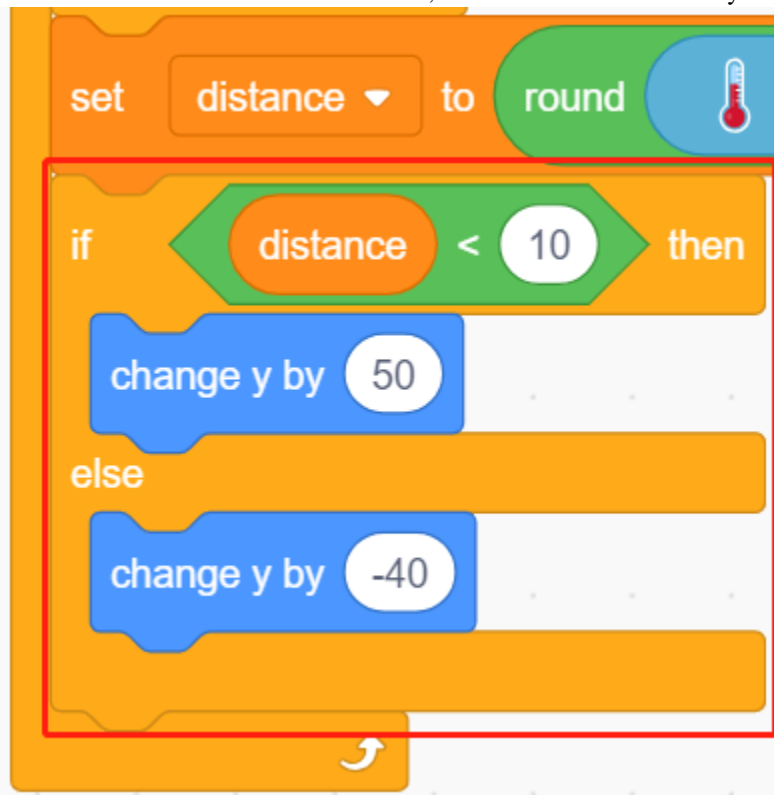 set distance to round
if distance < 10 then
change y by 50
else
change y by -40